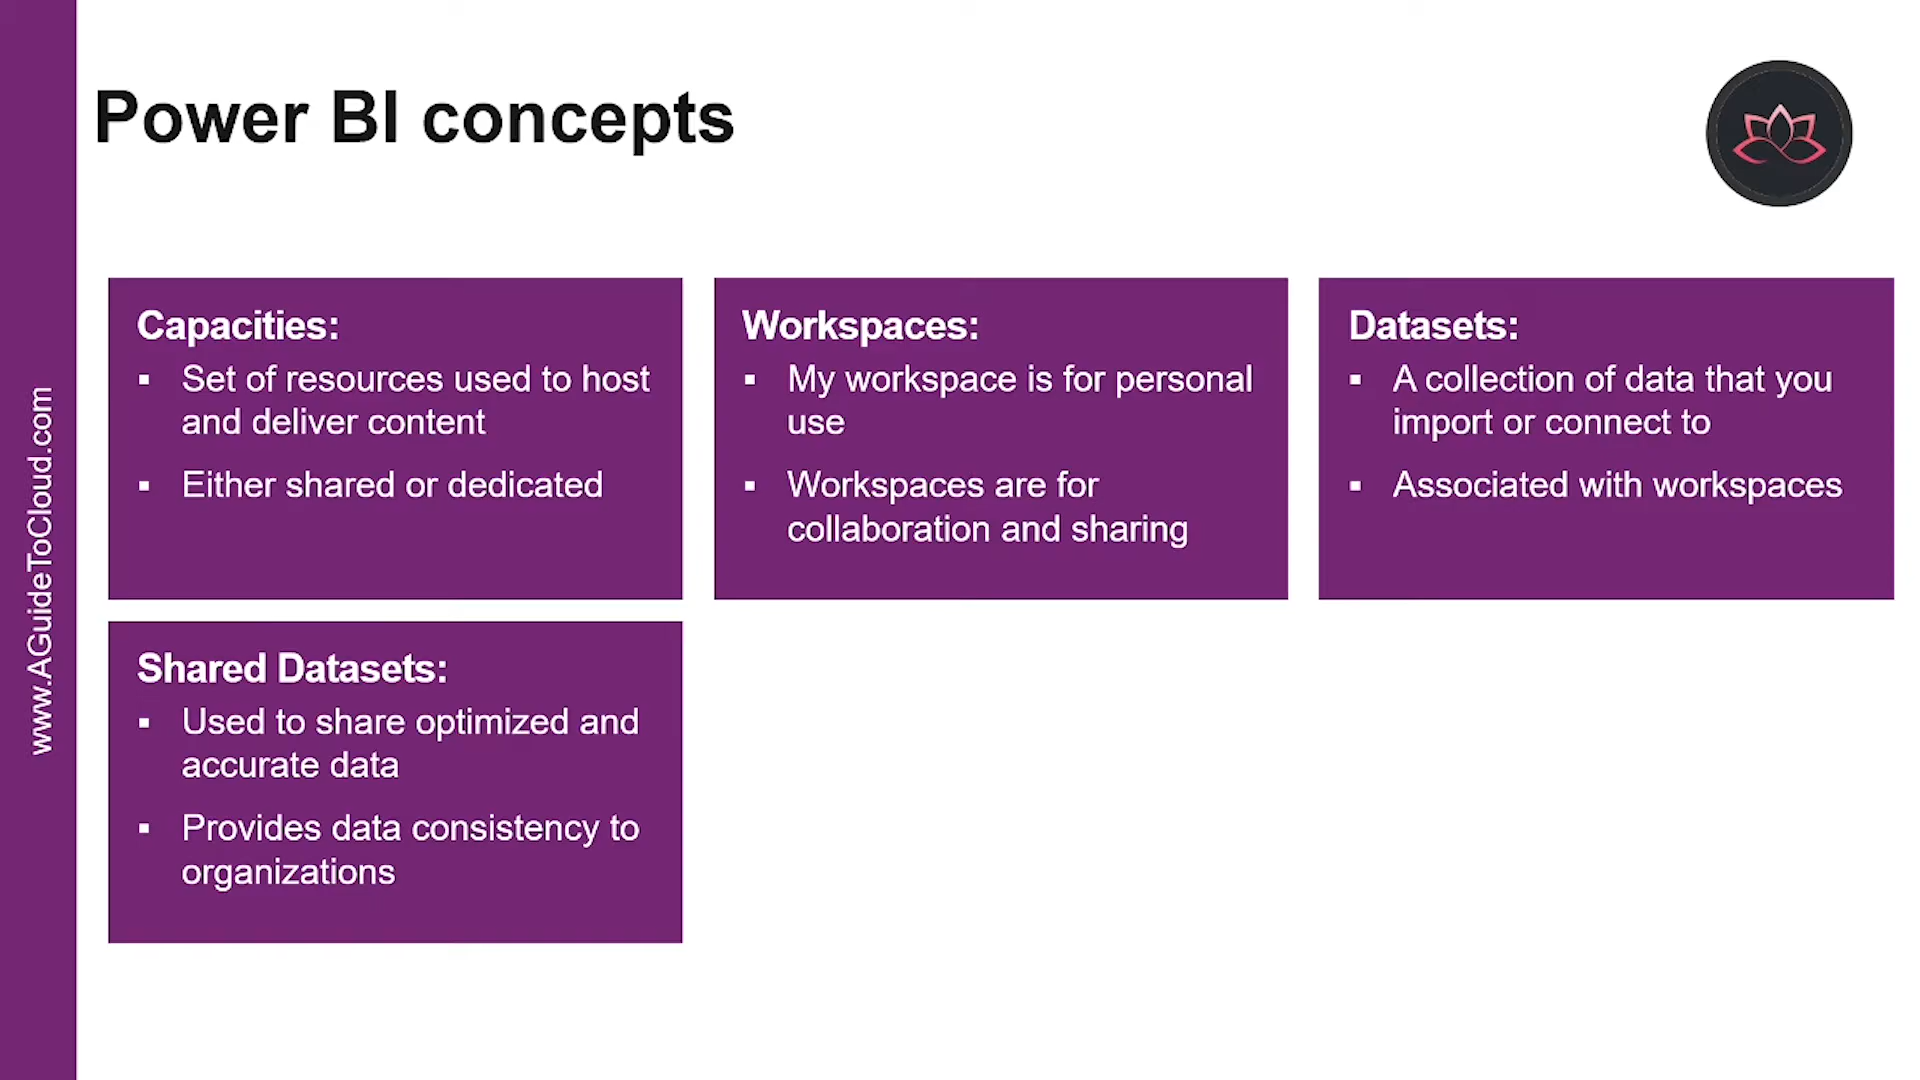 Power BI concepts
Capacities:
▪ Set of resources used to host
and deliver content
▪ Either shared or dedicated
Workspaces:
▪ My workspace is for personal
use
▪ Workspaces are for
collaboration and sharing
Datasets:
▪ A collection of data that you
import or connect to
▪ Associated with workspaces
Shared Datasets:
▪ Used to share optimized and
accurate data
▪ Provides data consistency to
organizations
www.AGuideToCloud.com